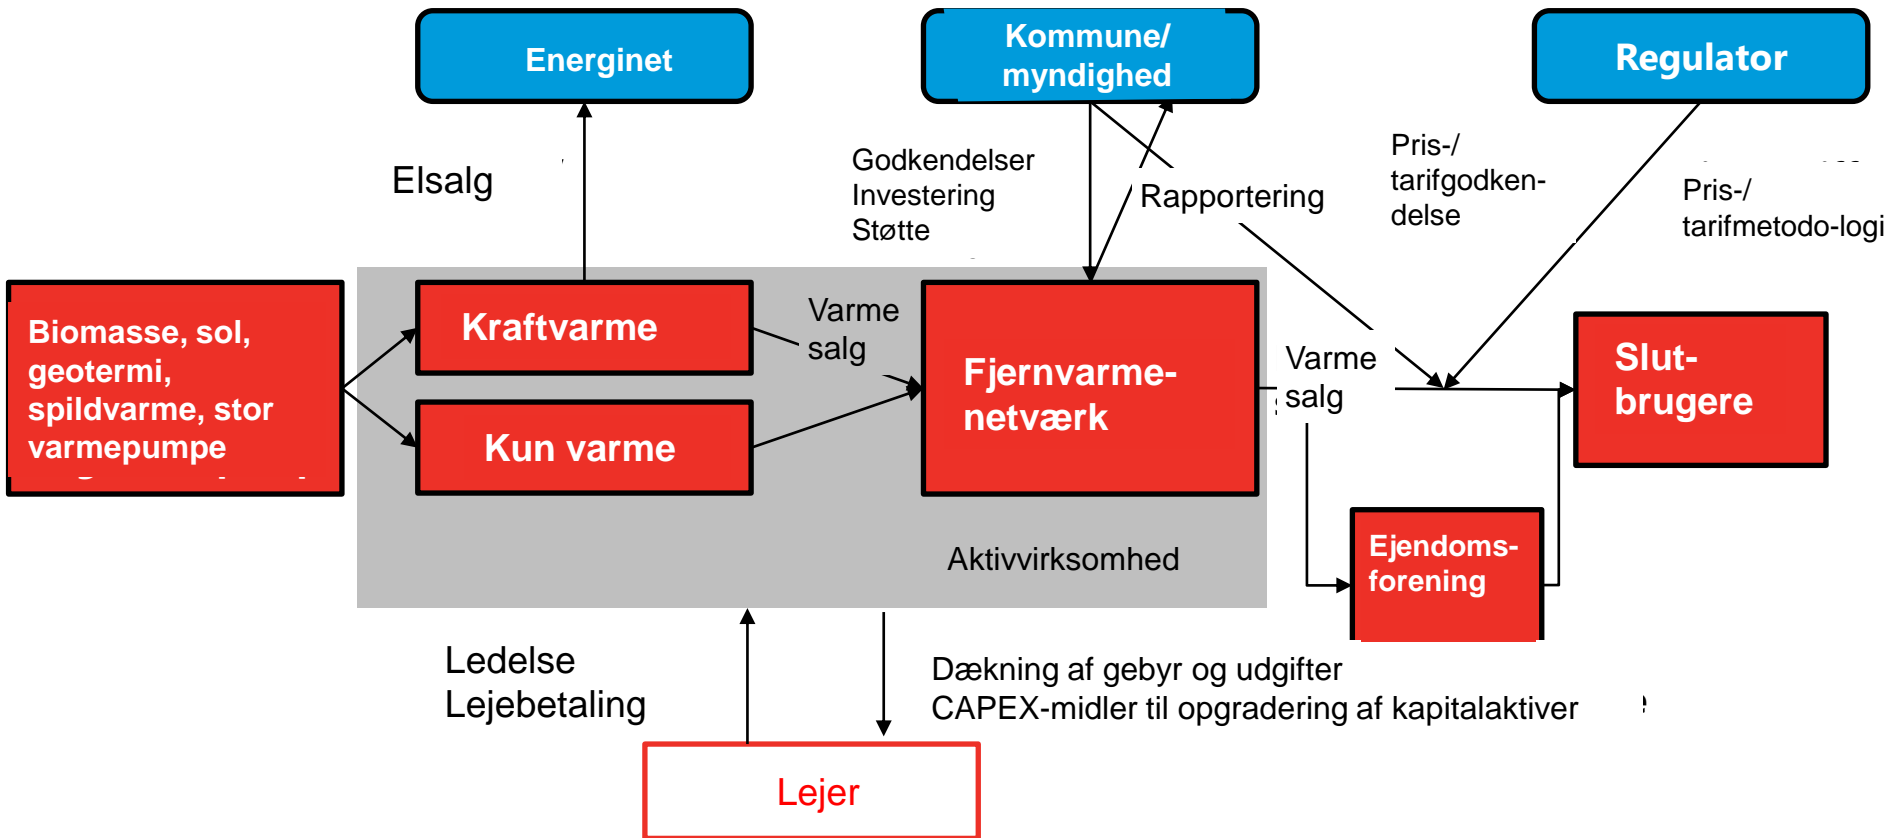 Energinet
Kommune/
myndighed
Regulator
Elsalg
Godkendelser
Investering
Støtte
Rapportering
Pris-/
tarifgodken-
delse
Pris-/
tarifmetodo-logi
Biomasse, sol,
geotermi,
spildvarme, stor
varmepumpe
Kraftvarme
Kun varme
Varme
salg
Fjernvarme-
netværk
Varme
salg
Slut-
brugere
Ejendoms-
forening
Aktivvirksomhed
Ledelse
Lejebetaling
Dækning af gebyr og udgifter
CAPEX-midler til opgradering af kapitalaktiver
Lejer